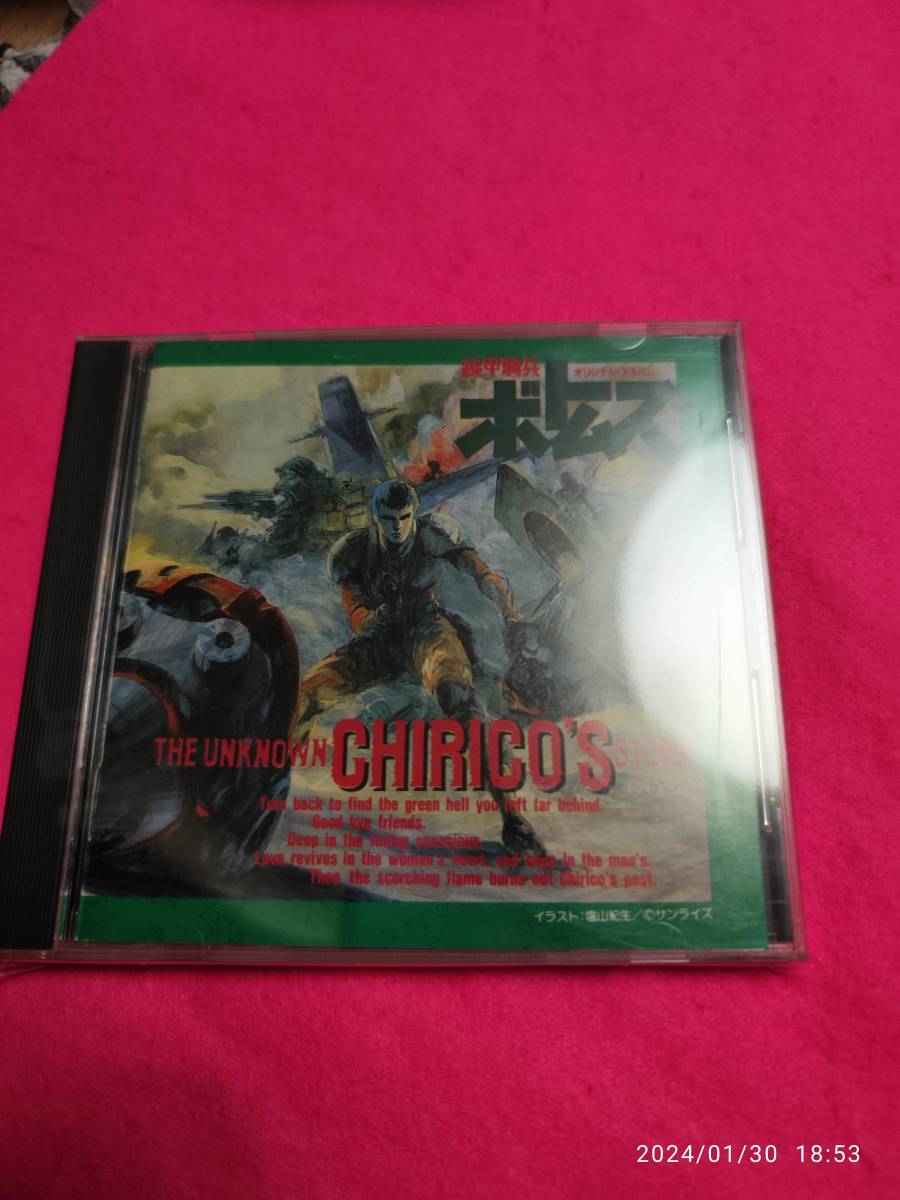 装甲騎兵
オリジナル・アルバム
ボトムズ
THE UNKNOWN CHIRICO'S STORY
Turn back to find the green hell you left far behind.
Good bye friends.
Deep in the fading conscious.
Love revives in the woman's heart, and hope in the man's.
Then the scorching flame burns out Chirico's past.
イラスト：塩山紀生／©サンライズ
2024/01/30 18:53